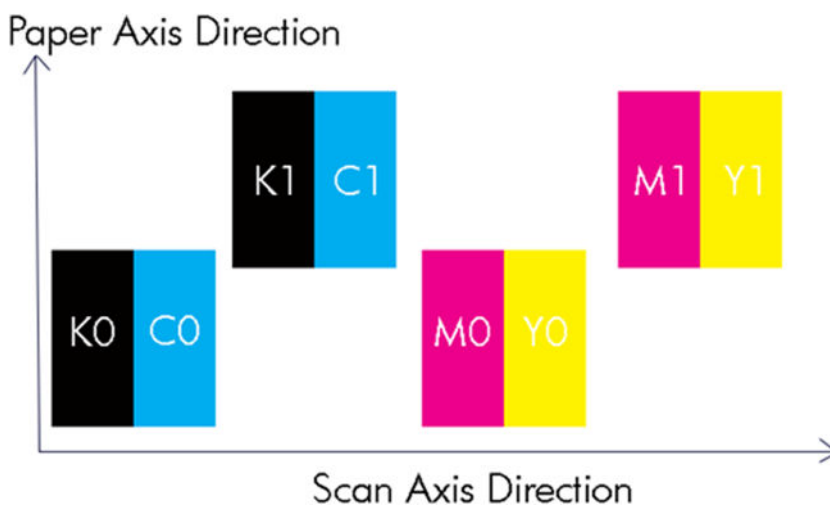 Paper Axis Direction
K1 C1 M1 Y1
K0 C0 M0 Y0
Scan Axis Direction